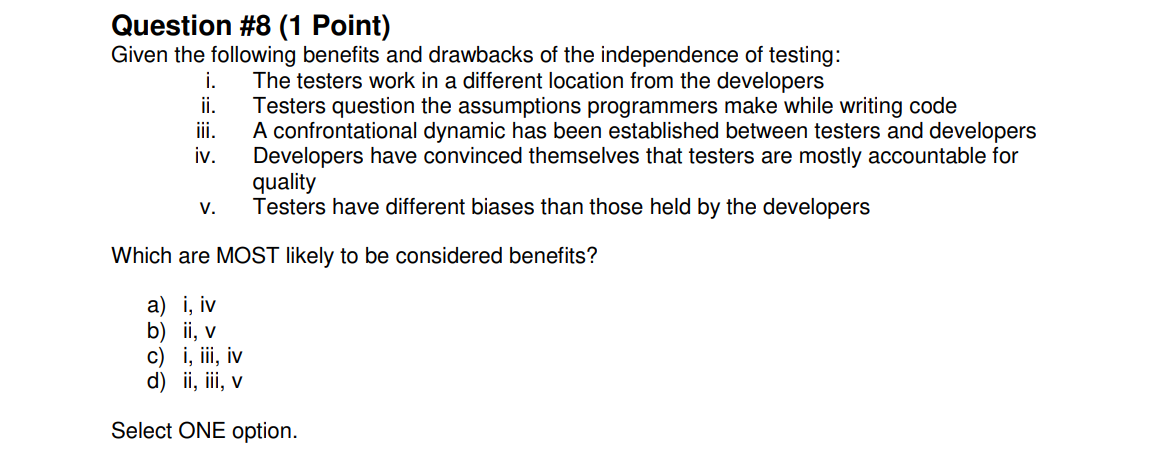 Question #8 (1 Point)
Given the following benefits and drawbacks of the independence of testing:
i. The testers work in a different location from the developers
ii. Testers question the assumptions programmers make while writing code
iii. A confrontational dynamic has been established between testers and developers
iv. Developers have convinced themselves that testers are mostly accountable for
quality
v. Testers have different biases than those held by the developers
Which are MOST likely to be considered benefits?
a) i, iv
b) ii, v
c) i, iii, iv
d) ii, iii, v
Select ONE option.